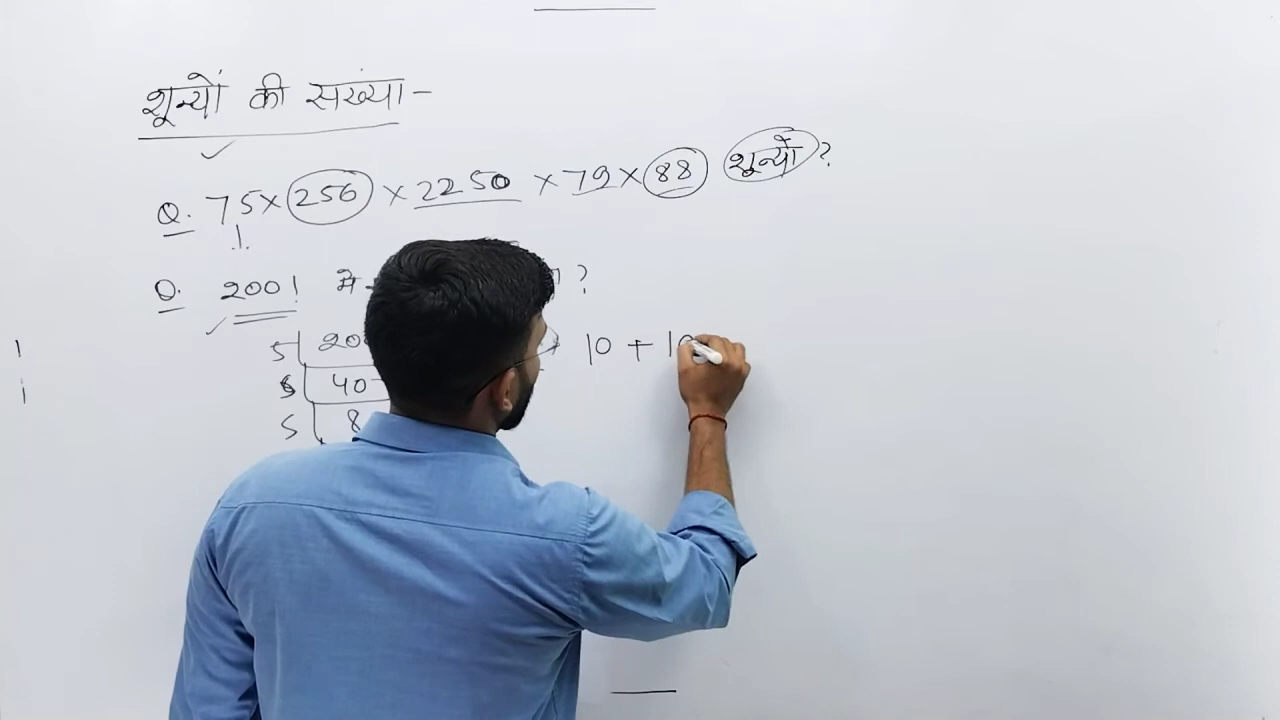 शून्यों की संख्या-
Q. 75×256 × 2250 × 79×88 शून्यों ?
Q. 200! में ?
5 200 10 + 10
5 40
5 8